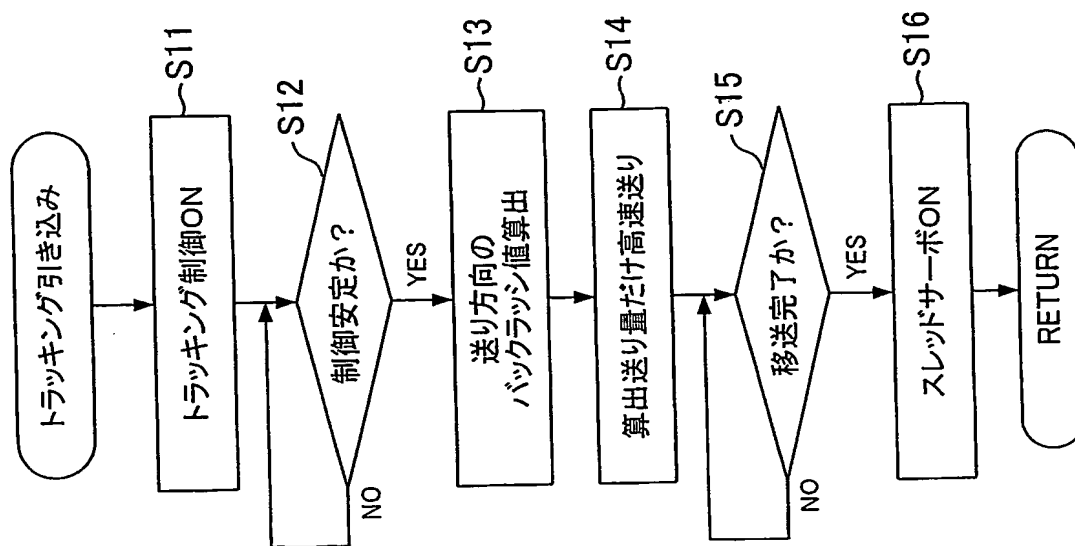 トラッキング引き込み
S11
トラッキング制御ON
S12
制御安定か？
NO
YES
S13
送り方向の
バックラッシ値算出
S14
算出送り量だけ高速送り
S15
移送完了か？
NO
YES
S16
スレッドサーボON
RETURN